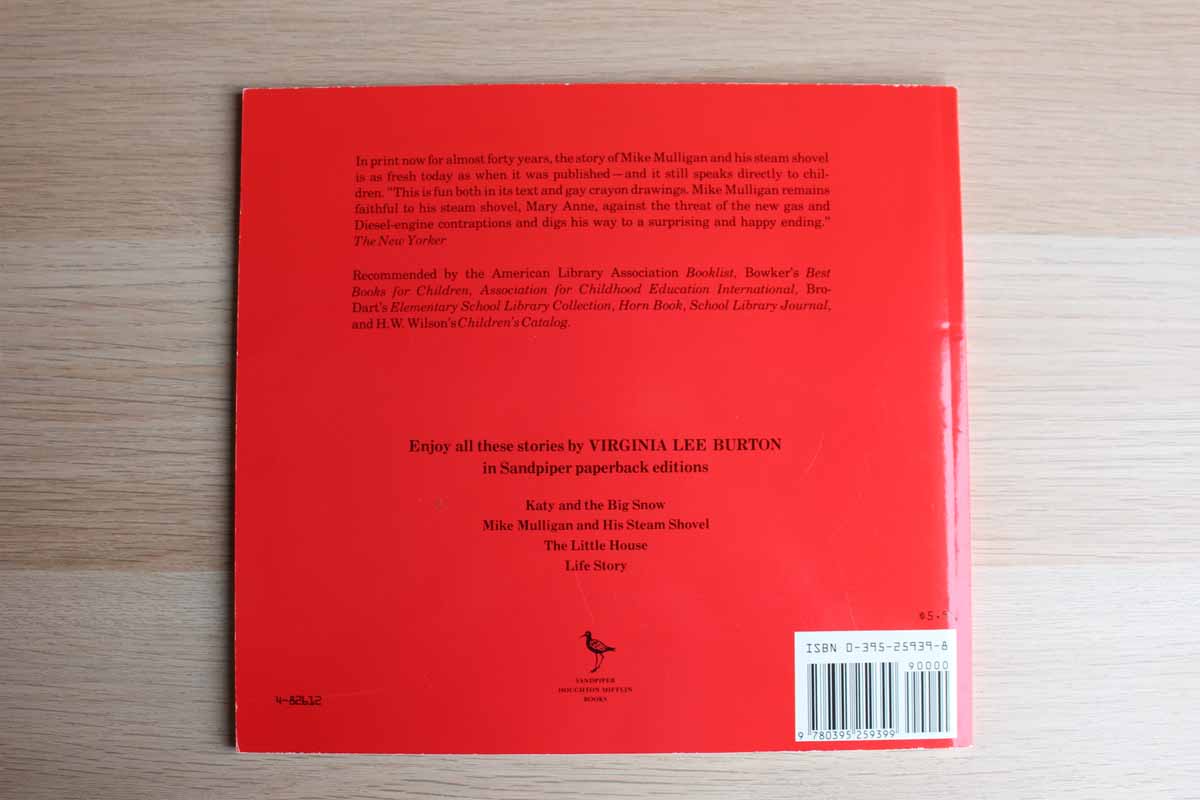 In print now for almost forty years, the story of Mike Mulligan and his steam shovel
is as fresh today as when it was published—and it still speaks directly to chil-
dren. "This is fun both in its text and gay crayon drawings. Mike Mulligan remains
faithful to his steam shovel, Mary Anne, against the threat of the new gas and
Diesel-engine contraptions and digs his way to a surprising and happy ending."
The New Yorker
Recommended by the American Library Association Booklist, Bowker's Best
Books for Children, Association for Childhood Education International, Bro-
Dart's Elementary School Library Collection, Horn Book, School Library Journal,
and H.W. Wilson's Children's Catalog.
Enjoy all these stories by VIRGINIA LEE BURTON
in Sandpiper paperback editions
Katy and the Big Snow
Mike Mulligan and His Steam Shovel
The Little House
Life Story
SANDPIPER
HOUGHTON MIFFLIN
BOOKS
4-82612
ISBN 0-395-25939-8
90000
9 780395 259399